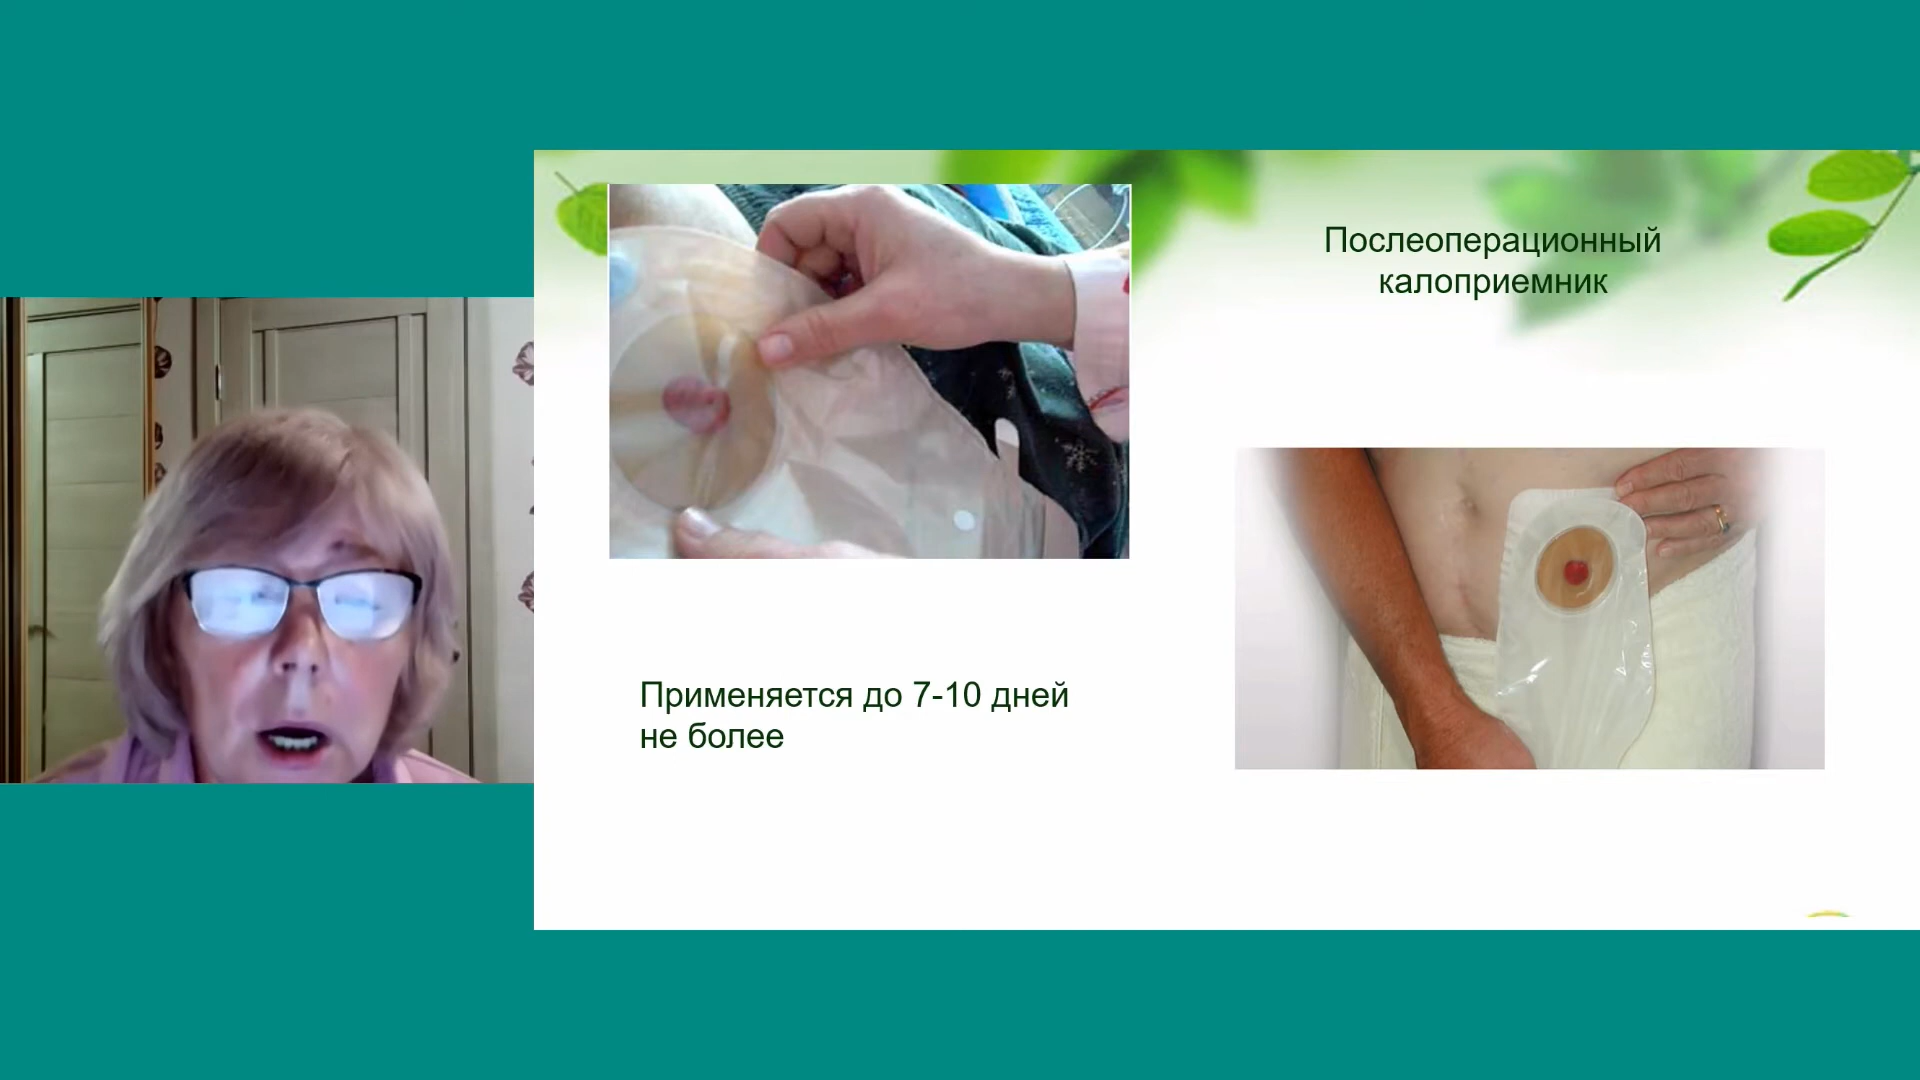 Послеоперационный
калоприемник
Применяется до 7-10 дней
не более